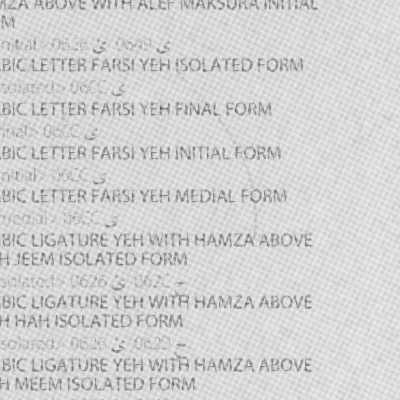 MZA ABOVE WITH ALEF MAKSURA INITIAL
M
nitial> 0626 ئ 0649 ى
BIC LETTER FARSI YEH ISOLATED FORM
solated> 06CC ی
BIC LETTER FARSI YEH FINAL FORM
inal> 06CC ی
BIC LETTER FARSI YEH INITIAL FORM
nitial> 06CC ی
BIC LETTER FARSI YEH MEDIAL FORM
medial> 06CC ی
BIC LIGATURE YEH WITH HAMZA ABOVE
H JEEM ISOLATED FORM
solated> 0626 ئ 062C ج
BIC LIGATURE YEH WITH HAMZA ABOVE
H HAH ISOLATED FORM
solated> 0626 ئ 062D ح
BIC LIGATURE YEH WITH HAMZA ABOVE
H MEEM ISOLATED FORM